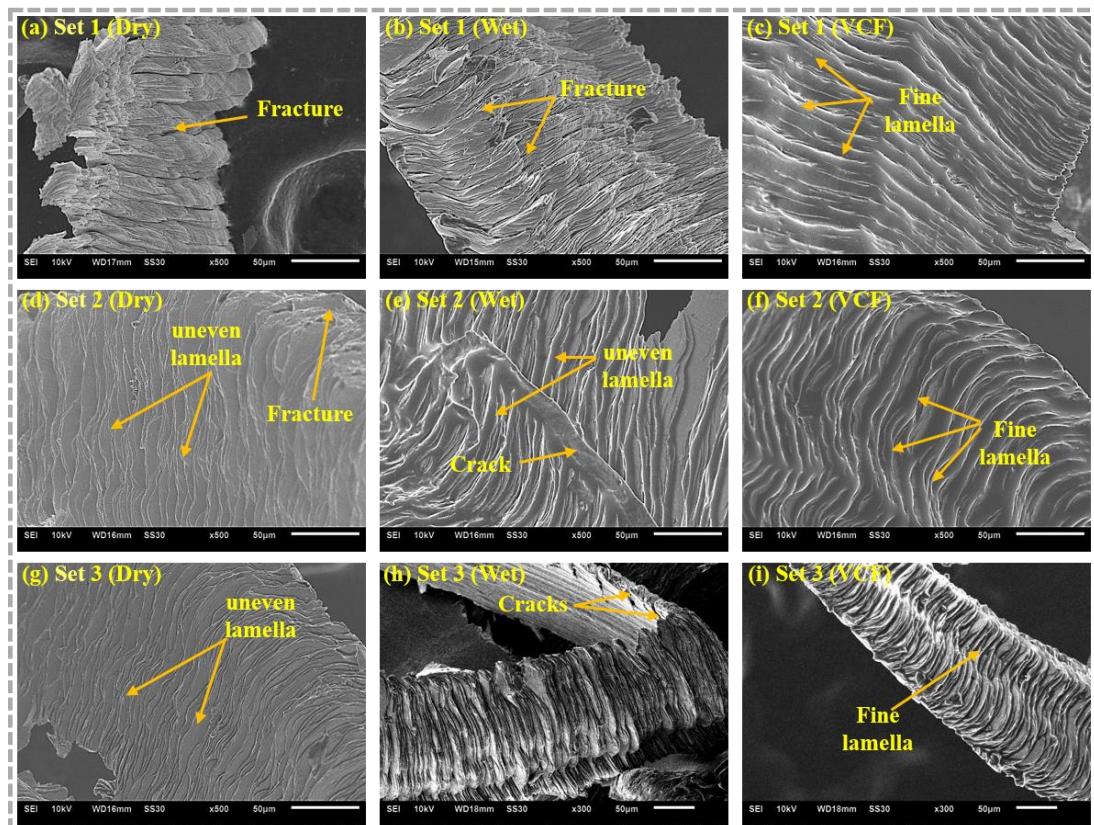 (a) Set 1 (Dry)
Fracture
SEI 10kV WD17mm SS30 x500 50µm
(b) Set 1 (Wet)
Fracture
SEI 10kV WD15mm SS30 x500 50µm
(c) Set 1 (VCF)
Fine
lamella
SEI 10kV WD16mm SS30 x500 50µm
(d) Set 2 (Dry)
uneven
lamella
Fracture
SEI 10kV WD16mm SS30 x500 50µm
(e) Set 2 (Wet)
uneven
lamella
Crack
SEI 10kV WD16mm SS30 x500 50µm
(f) Set 2 (VCF)
Fine
lamella
SEI 10kV WD16mm SS30 x500 50µm
(g) Set 3 (Dry)
uneven
lamella
SEI 10kV WD16mm SS30 x500 50µm
(h) Set 3 (Wet)
Cracks
SEI 10kV WD18mm SS30 x300 50µm
(i) Set 3 (VCF)
Fine
lamella
SEI 10kV WD18mm SS30 x300 50µm